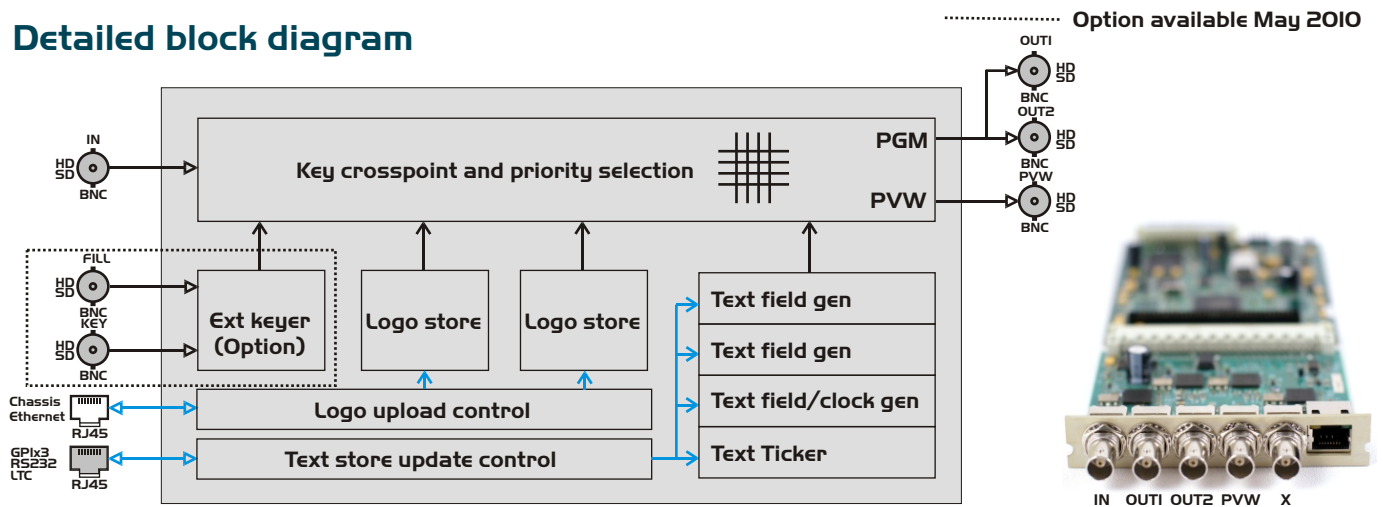 Detailed block diagram
Option available May 2010
OUT1
HD
SD
BNC
OUT2
HD
SD
BNC
PVW
HD
SD
BNC
IN
HD
SD
BNC
Key crosspoint and priority selection
PGM
PVW
FILL
HD
SD
BNC
KEY
HD
SD
BNC
Ext keyer
(Option)
Logo store
Logo store
Text field gen
Text field gen
Text field/clock gen
Text Ticker
Chassis
Ethernet
RJ45
Logo upload control
GPIx3
RS232
LTC
RJ45
Text store update control
IN OUT1 OUT2 PVW X